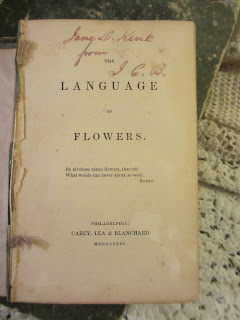 Jane D. Kent
from
J. C. B.
THE
LANGUAGE
OF
FLOWERS.
By all those token flowers, that tell
What words can never speak so well.
BYRON.
PHILADELPHIA:
CAREY, LEA & BLANCHARD.
MDCCCXXXV.